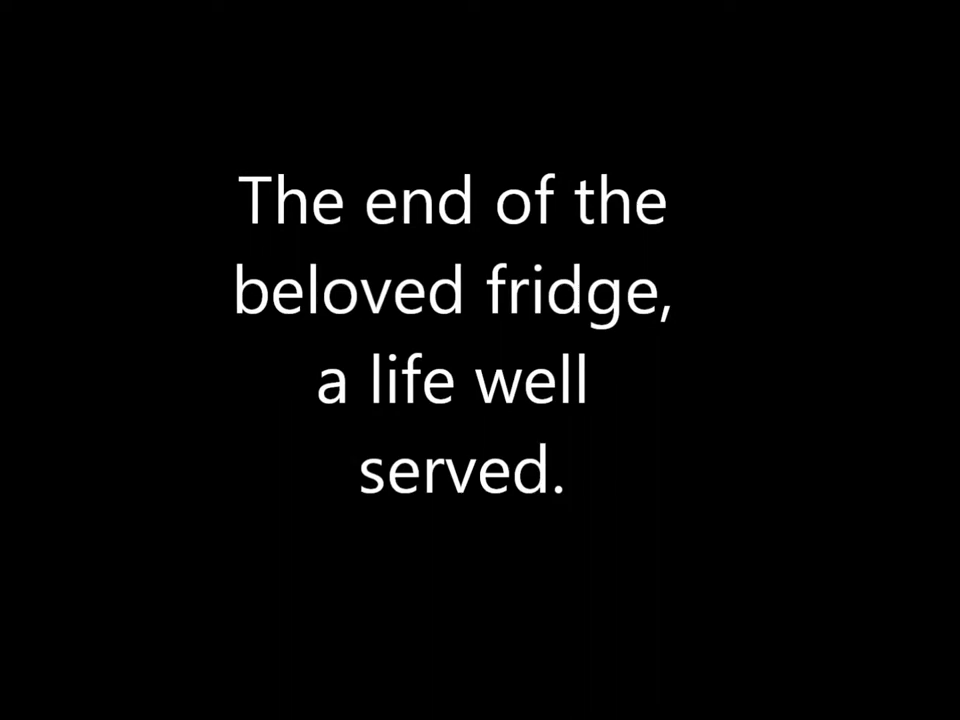 The end of the
beloved fridge,
a life well
served.